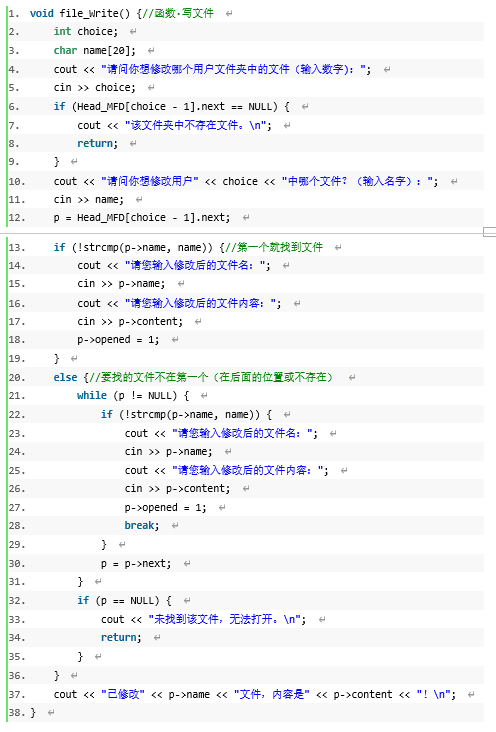 1. void file_Write() {//函数·写文件 ↵
2.     int choice; ↵
3.     char name[20]; ↵
4.     cout << "请问你想修改哪个用户文件夹中的文件（输入数字）："; ↵
5.     cin >> choice; ↵
6.     if (Head_MFD[choice - 1].next == NULL) { ↵
7.         cout << "该文件夹中不存在文件。\n"; ↵
8.         return; ↵
9.     } ↵
10.     cout << "请问你想修改用户" << choice << "中哪个文件？（输入名字）："; ↵
11.     cin >> name; ↵
12.     p = Head_MFD[choice - 1].next; ↵
13.     if (!strcmp(p->name, name)) {//第一个就找到文件 ↵
14.         cout << "请您输入修改后的文件名："; ↵
15.         cin >> p->name; ↵
16.         cout << "请您输入修改后的文件内容："; ↵
17.         cin >> p->content; ↵
18.         p->opened = 1; ↵
19.     } ↵
20.     else {//要找的文件不在第一个（在后面的位置或不存在） ↵
21.         while (p != NULL) { ↵
22.             if (!strcmp(p->name, name)) { ↵
23.                 cout << "请您输入修改后的文件名："; ↵
24.                 cin >> p->name; ↵
25.                 cout << "请您输入修改后的文件内容："; ↵
26.                 cin >> p->content; ↵
27.                 p->opened = 1; ↵
28.                 break; ↵
29.             } ↵
30.             p = p->next; ↵
31.         } ↵
32.         if (p == NULL) { ↵
33.             cout << "未找到该文件，无法打开。\n"; ↵
34.             return; ↵
35.         } ↵
36.     } ↵
37.     cout << "已修改" << p->name << "文件，内容是" << p->content << "！\n"; ↵
38. } ↵